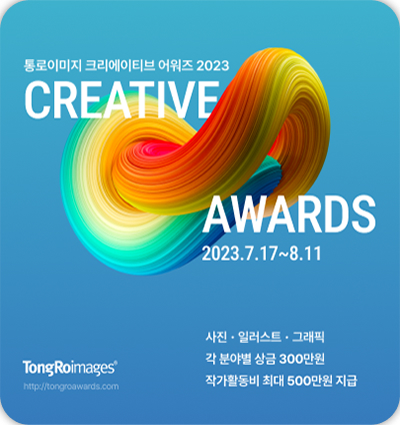 통로이미지 크리에이티브 어워즈 2023
CREATIVE
AWARDS
2023.7.17~8.11
사진 · 일러스트 · 그래픽
각 분야별 상금 300만원
작가활동비 최대 500만원 지급
TongRoimages®
http://tongroawards.com